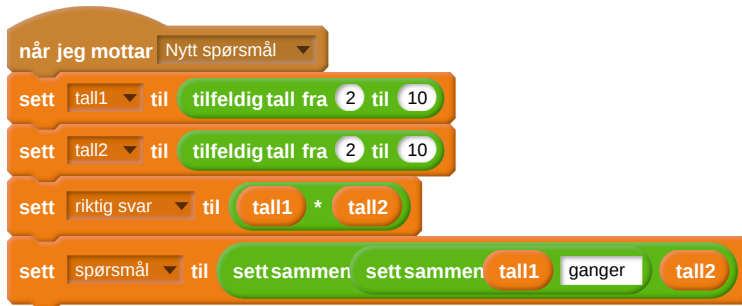 når jeg mottar Nytt spørsmål
sett tall1 til tilfeldig tall fra 2 til 10
sett tall2 til tilfeldig tall fra 2 til 10
sett riktig svar til tall1 * tall2
sett spørsmål til sett sammen sett sammen tall1 ganger tall2